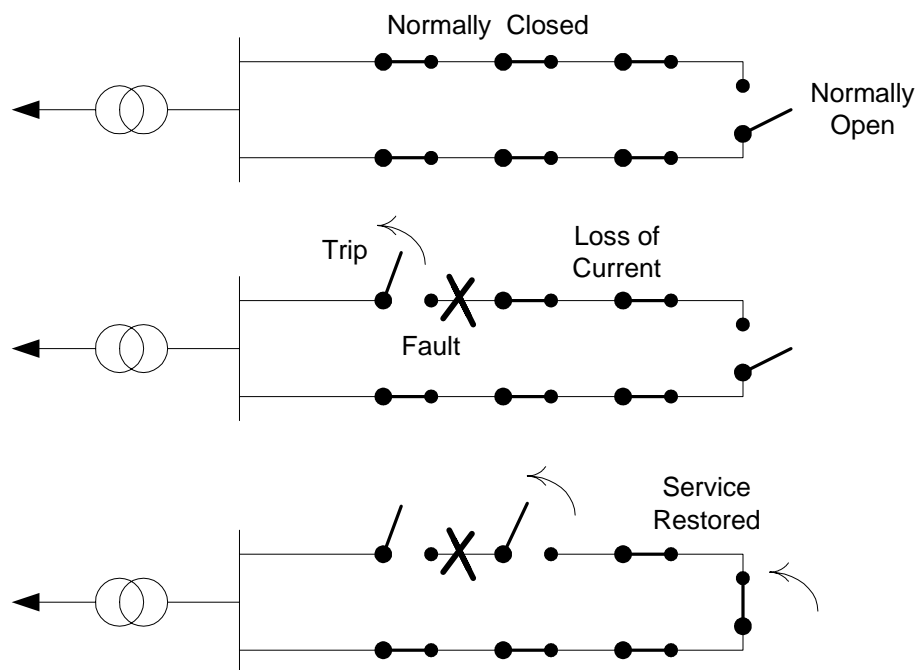 Normally Closed
Normally
Open
Trip
Loss of
Current
Fault
Service
Restored